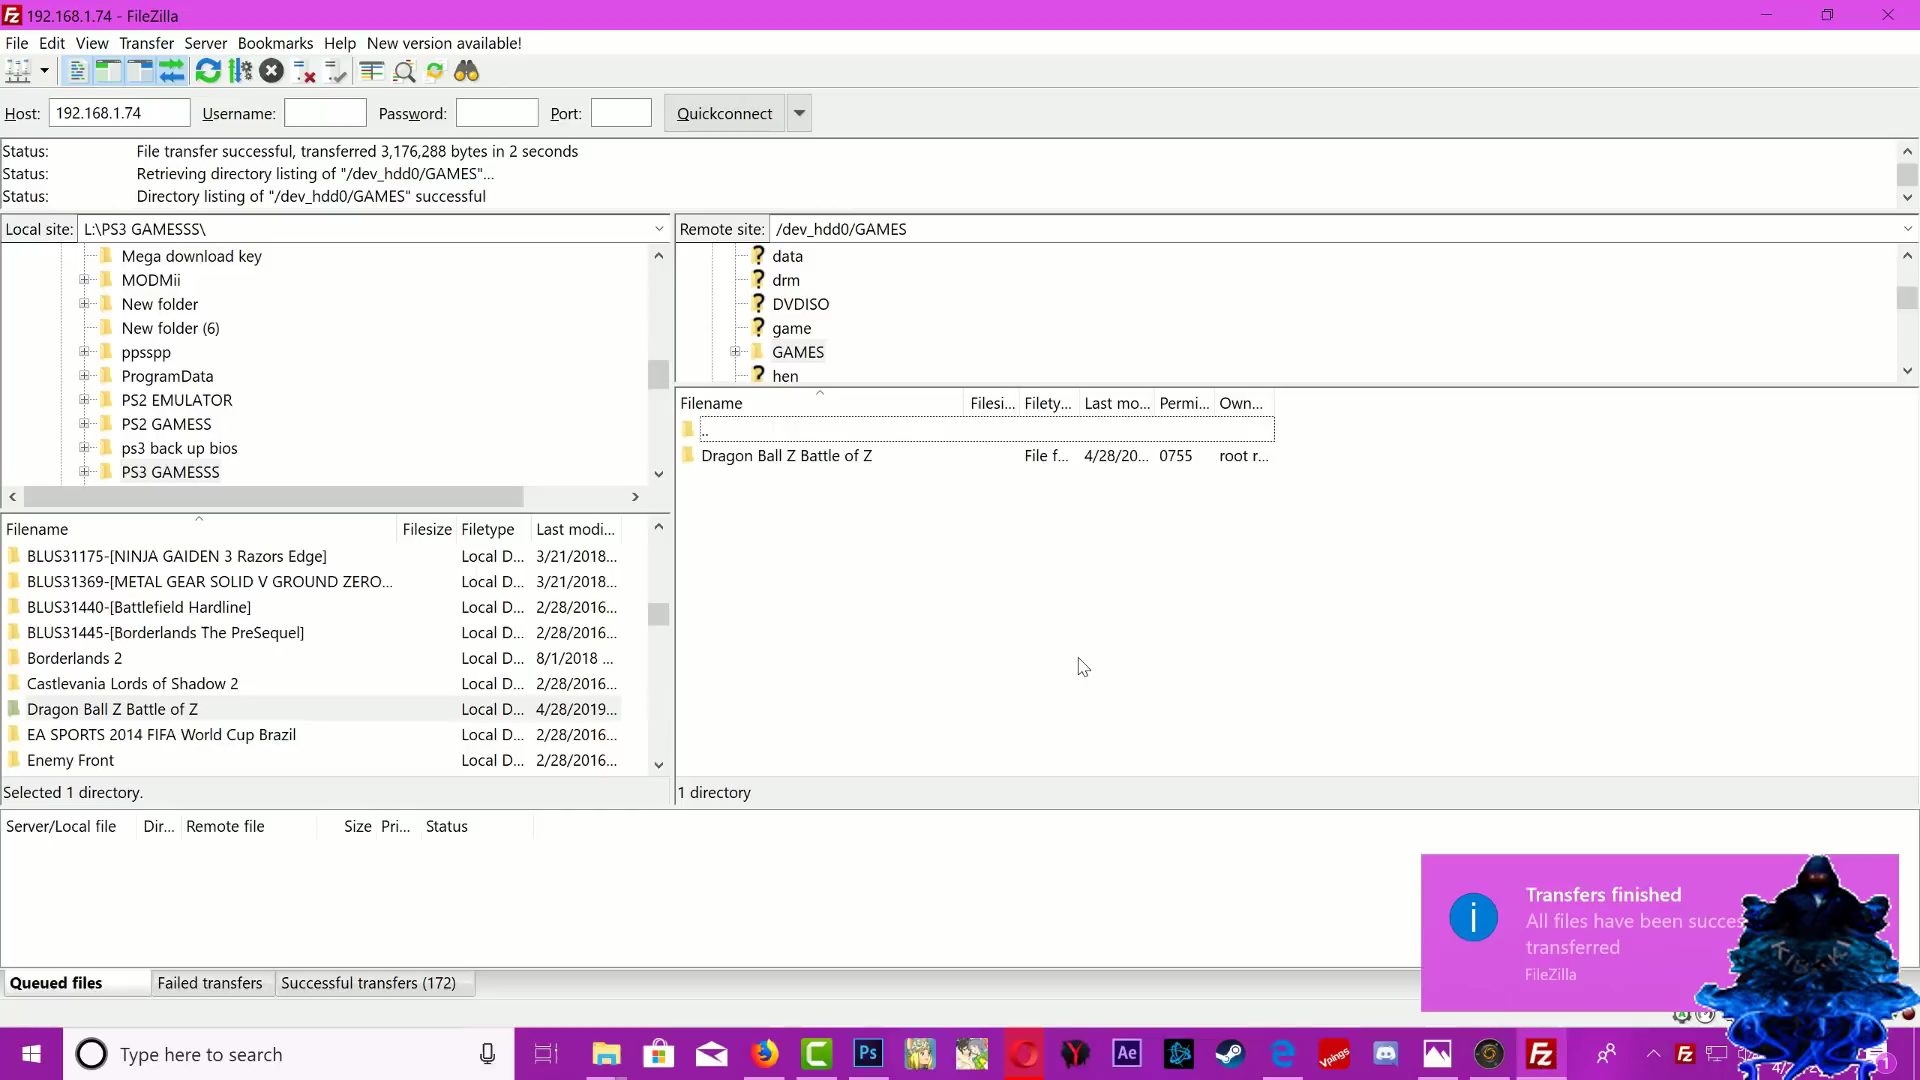 192.168.1.74 - FileZilla
File Edit View Transfer Server Bookmarks Help New version available!
Host: 192.168.1.74 Username: Password: Port: Quickconnect
Status: File transfer successful, transferred 3,176,288 bytes in 2 seconds
Status: Retrieving directory listing of "/dev_hdd0/GAMES"...
Status: Directory listing of "/dev_hdd0/GAMES" successful
Local site: L:\PS3 GAMESSS\
Mega download key
MODMii
New folder
New folder (6)
ppsspp
ProgramData
PS2 EMULATOR
PS2 GAMESS
ps3 back up bios
PS3 GAMESSS
Filename Filesize Filetype Last modi...
BLUS31175-[NINJA GAIDEN 3 Razors Edge] Local D... 3/21/2018...
BLUS31369-[METAL GEAR SOLID V GROUND ZERO... Local D... 3/21/2018...
BLUS31440-[Battlefield Hardline] Local D... 2/28/2016...
BLUS31445-[Borderlands The PreSequel] Local D... 2/28/2016...
Borderlands 2 Local D... 8/1/2018 ...
Castlevania Lords of Shadow 2 Local D... 2/28/2016...
Dragon Ball Z Battle of Z Local D... 4/28/2019...
EA SPORTS 2014 FIFA World Cup Brazil Local D... 2/28/2016...
Enemy Front Local D... 2/28/2016...
Selected 1 directory.
Remote site: /dev_hdd0/GAMES
data
drm
DVDISO
game
GAMES
hen
Filename Filesi... Filety... Last mo... Permi... Own...
..
Dragon Ball Z Battle of Z File f... 4/28/20... 0755 root r...
1 directory
Server/Local file Dir... Remote file Size Pri... Status
Queued files Failed transfers Successful transfers (172)
Transfers finished
All files have been succes
transferred
FileZilla
Type here to search
Ps
Ae
Vpings
Fz
1